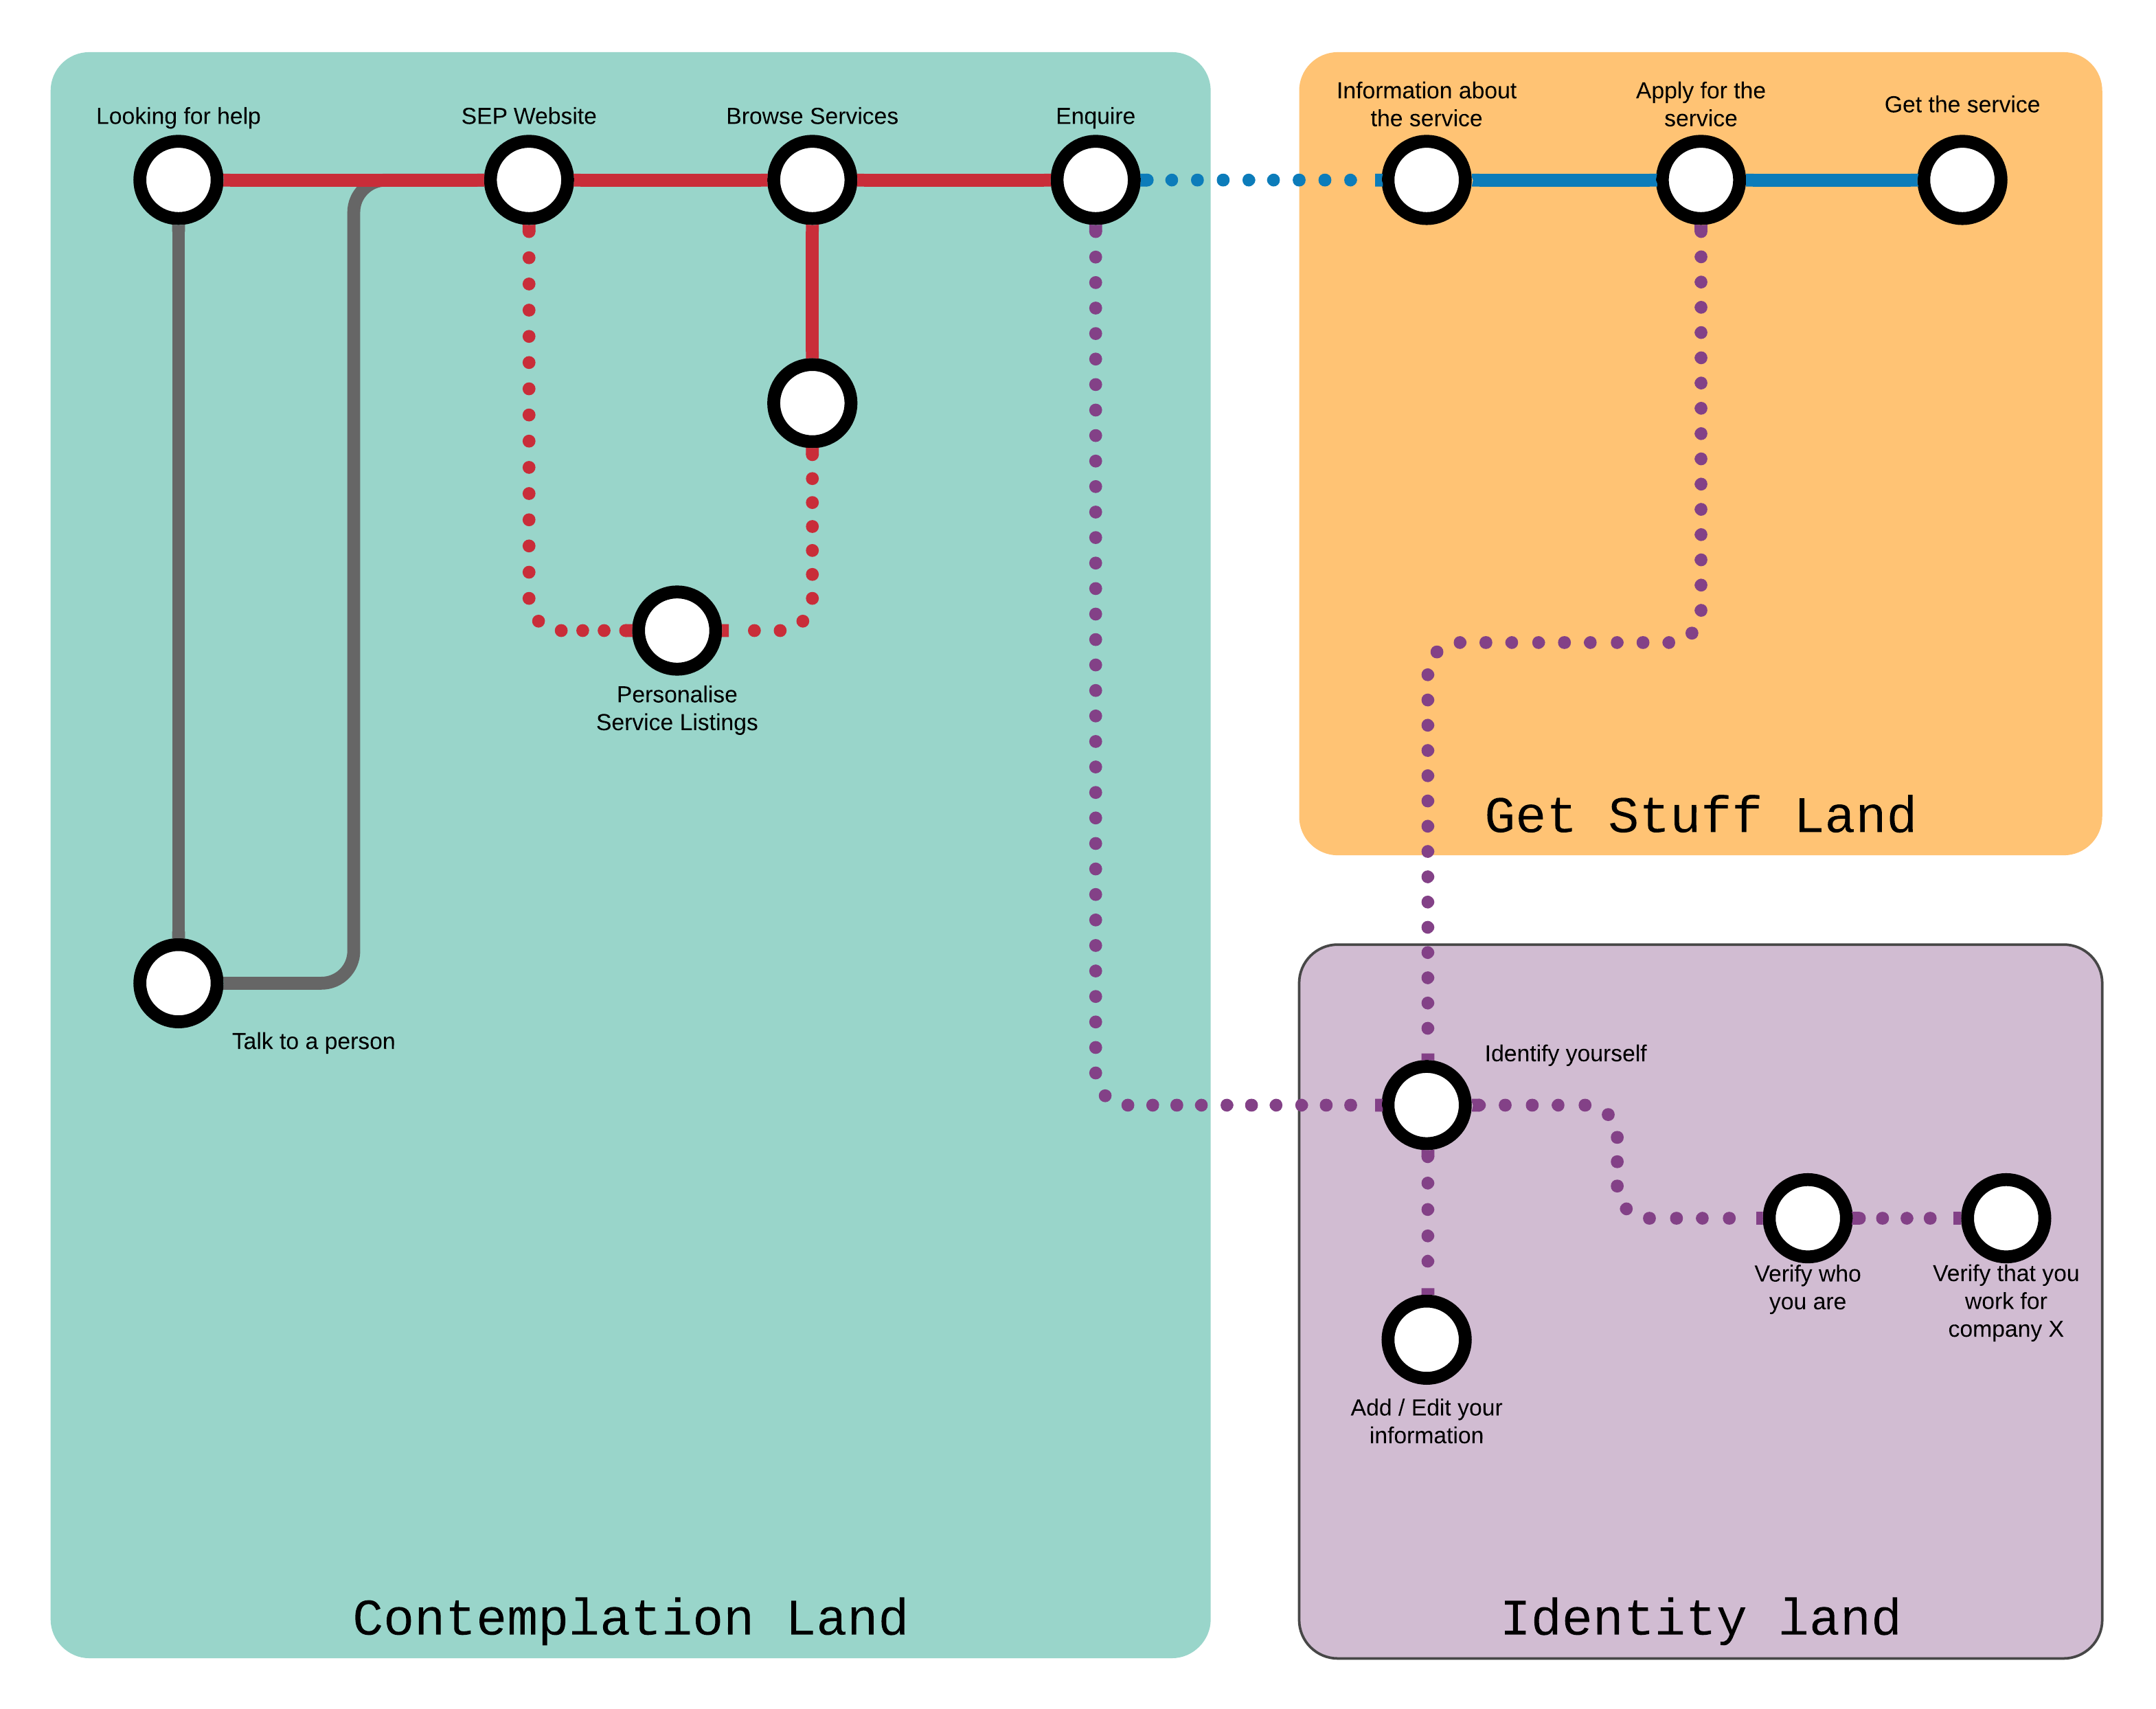 Looking for help
SEP Website
Browse Services
Enquire
Information about
the service
Apply for the
service
Get the service
Personalise
Service Listings
Get Stuff Land
Talk to a person
Identify yourself
Verify who
you are
Verify that you
work for
company X
Add / Edit your
information
Contemplation Land
Identity land